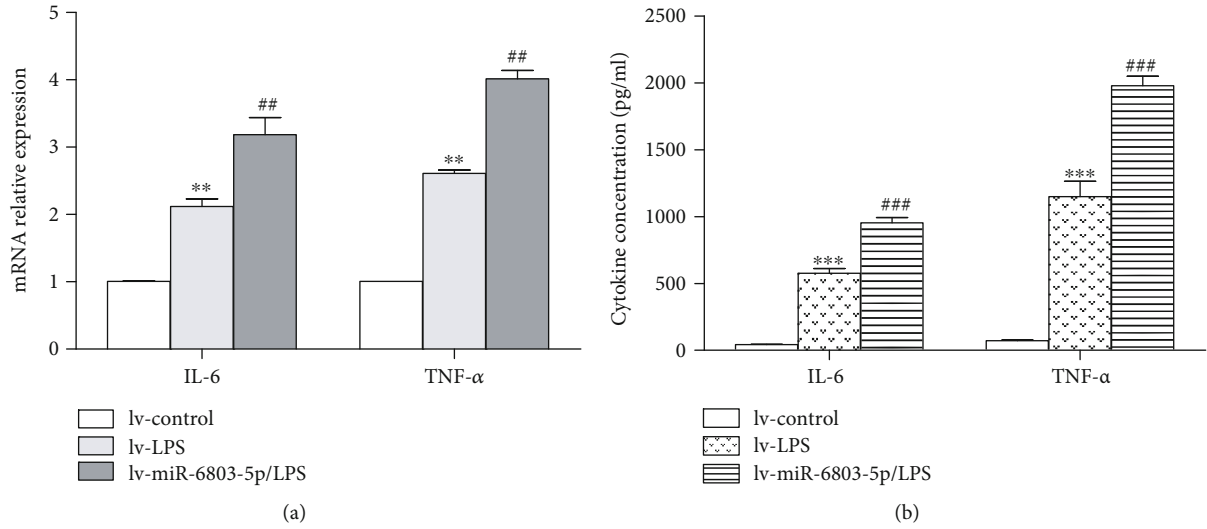 mRNA relative expression
5
4
3
2
1
0
**
##
**
##
IL-6
TNF-α
lv-control
lv-LPS
lv-miR-6803-5p/LPS
(a)
Cytokine concentration (pg/ml)
2500
2000
1500
1000
500
0
***
###
***
###
IL-6
TNF-α
lv-control
lv-LPS
lv-miR-6803-5p/LPS
(b)